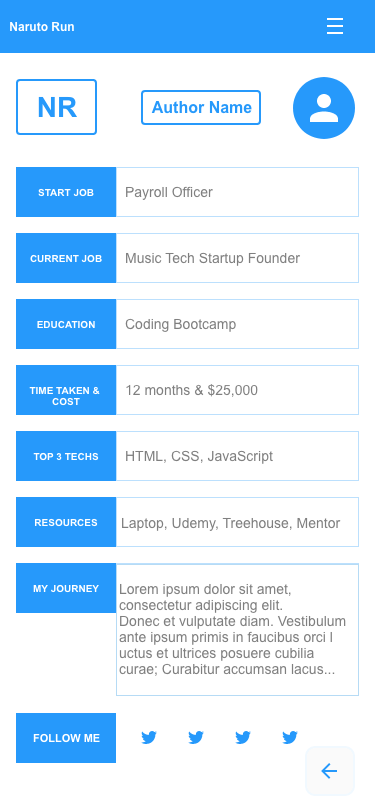 Naruto Run
NR
Author Name
START JOB
Payroll Officer
CURRENT JOB
Music Tech Startup Founder
EDUCATION
Coding Bootcamp
TIME TAKEN &
COST
12 months & $25,000
TOP 3 TECHS
HTML, CSS, JavaScript
RESOURCES
Laptop, Udemy, Treehouse, Mentor
MY JOURNEY
Lorem ipsum dolor sit amet,
consectetur adipiscing elit.
Donec et vulputate diam. Vestibulum
ante ipsum primis in faucibus orci l
uctus et ultrices posuere cubilia
curae; Curabitur accumsan lacus...
FOLLOW ME